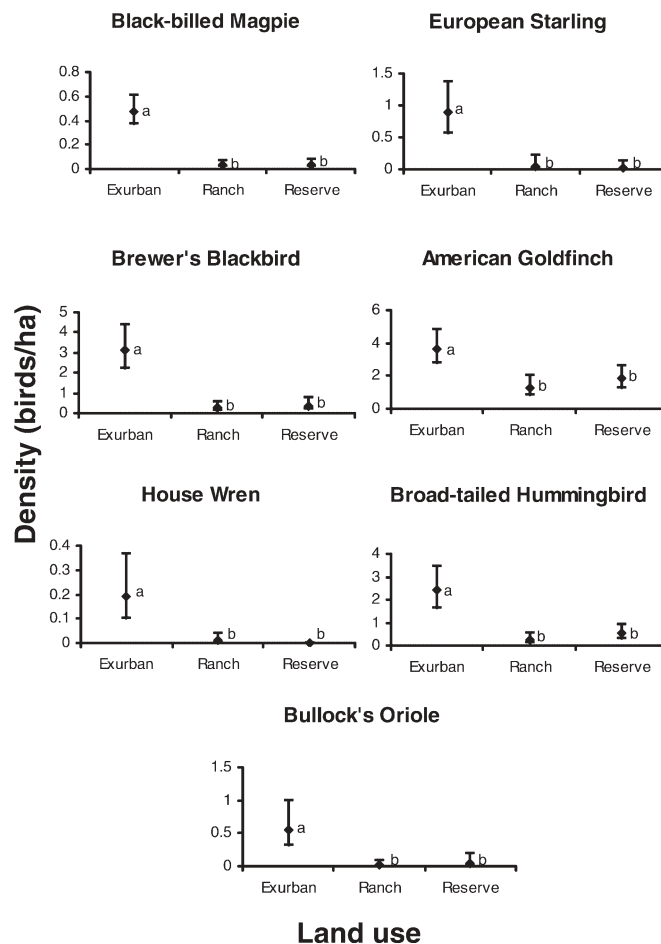 Black-billed Magpie
0.8
0.6
0.4
0.2
0
a
b
b
Exurban Ranch Reserve
European Starling
1.5
1
0.5
0
a
b
b
Exurban Ranch Reserve
Brewer's Blackbird
5
4
3
2
1
0
a
b
b
Exurban Ranch Reserve
American Goldfinch
6
4
2
0
a
b
b
Exurban Ranch Reserve
Density (birds/ha)
House Wren
0.4
0.3
0.2
0.1
0
a
b
b
Exurban Ranch Reserve
Broad-tailed Hummingbird
4
3
2
1
0
a
b
b
Exurban Ranch Reserve
Bullock's Oriole
1.5
1
0.5
0
a
b
b
Exurban Ranch Reserve
Land use